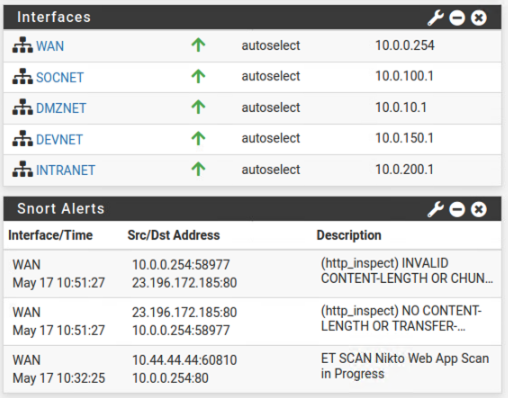 Interfaces
WAN autoselect 10.0.0.254
SOCNET autoselect 10.0.100.1
DMZNET autoselect 10.0.10.1
DEVNET autoselect 10.0.150.1
INTRANET autoselect 10.0.200.1
Snort Alerts
Interface/Time Src/Dst Address Description
WAN 10.0.0.254:58977 (http_inspect) INVALID
May 17 10:51:27 23.196.172.185:80 CONTENT-LENGTH OR CHUN...
WAN 23.196.172.185:80 (http_inspect) NO CONTENT-
May 17 10:51:27 10.0.0.254:58977 LENGTH OR TRANSFER-...
WAN 10.44.44.44:60810 ET SCAN Nikto Web App Scan
May 17 10:32:25 10.0.0.254:80 in Progress